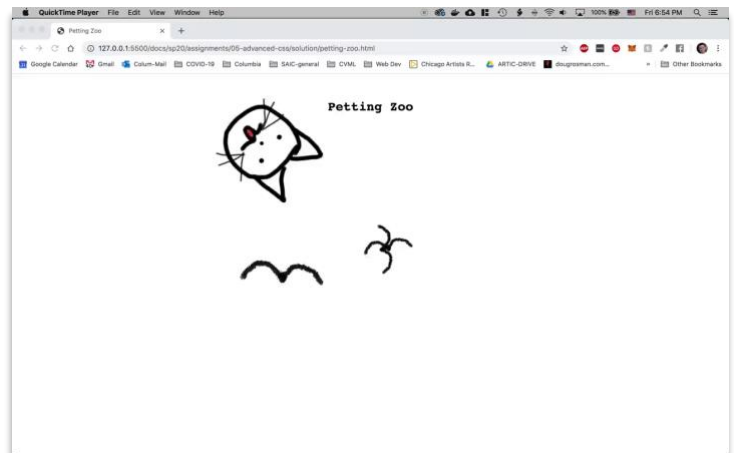 QuickTime Player File Edit View Window Help 100% Fri 6:54 PM
Petting Zoo
127.0.0.1:5500/docs/sp20/assignments/05-advanced-css/solution/petting-zoo.html
Google Calendar Gmail Colum-Mail COVID-19 Columbia SAIC-general CVML Web Dev Chicago Artists R... ARTIC-DRIVE dougrosman.com... » Other Bookmarks
Petting Zoo